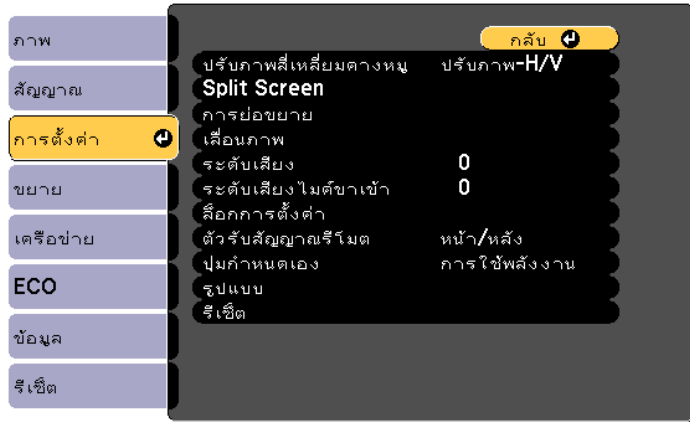 ภาพ
สัญญาณ
การตั้งค่า
ขยาย
เครือข่าย
ECO
ข้อมูล
รีเซ็ต
กลับ
ปรับภาพสี่เหลี่ยมคางหมู ปรับภาพ-H/V
Split Screen
การย่อขยาย
เลื่อนภาพ
ระดับเสียง 0
ระดับเสียงไมค์ขาเข้า 0
ล็อกการตั้งค่า
ตัวรับสัญญาณรีโมต หน้า/หลัง
ปุ่มกำหนดเอง การใช้พลังงาน
รูปแบบ
รีเซ็ต